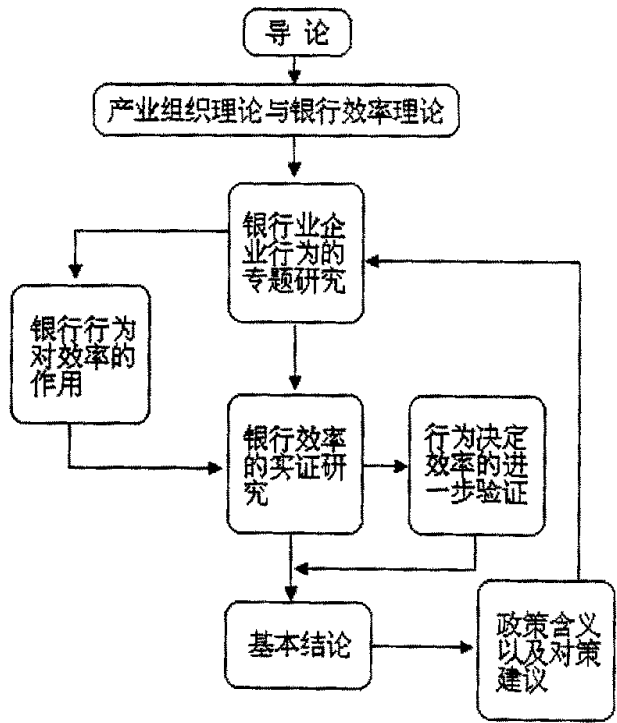 导 论
产业组织理论与银行效率理论
银行业企
业行为的
专题研究
银行行为
对效率的
作用
银行效率
的实证研
究
行为决定
效率的进
一步验证
基本结论
政策含义
以及对策
建议